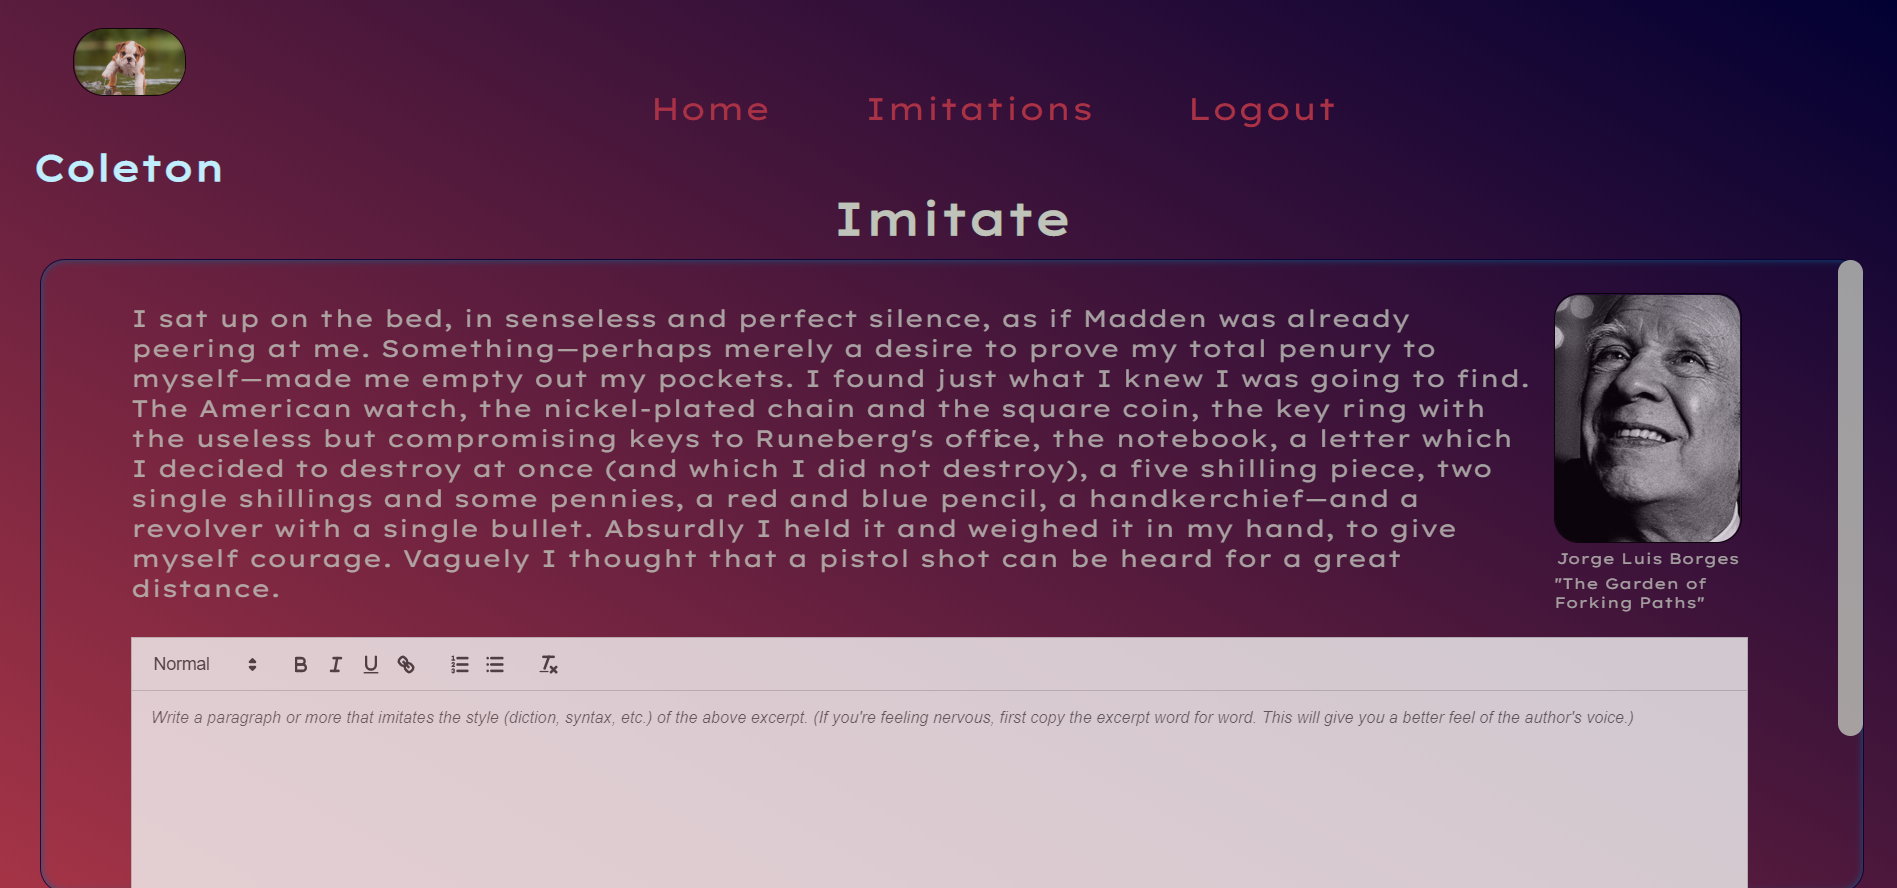 Home Imitations Logout
Coleton
Imitate
I sat up on the bed, in senseless and perfect silence, as if Madden was already
peering at me. Something—perhaps merely a desire to prove my total penury to
myself—made me empty out my pockets. I found just what I knew I was going to find.
The American watch, the nickel-plated chain and the square coin, the key ring with
the useless but compromising keys to Runeberg's office, the notebook, a letter which
I decided to destroy at once (and which I did not destroy), a five shilling piece, two
single shillings and some pennies, a red and blue pencil, a handkerchief—and a
revolver with a single bullet. Absurdly I held it and weighed it in my hand, to give
myself courage. Vaguely I thought that a pistol shot can be heard for a great
distance.
Jorge Luis Borges
"The Garden of
Forking Paths"
Normal
Write a paragraph or more that imitates the style (diction, syntax, etc.) of the above excerpt. (If you're feeling nervous, first copy the excerpt word for word. This will give you a better feel of the author's voice.)